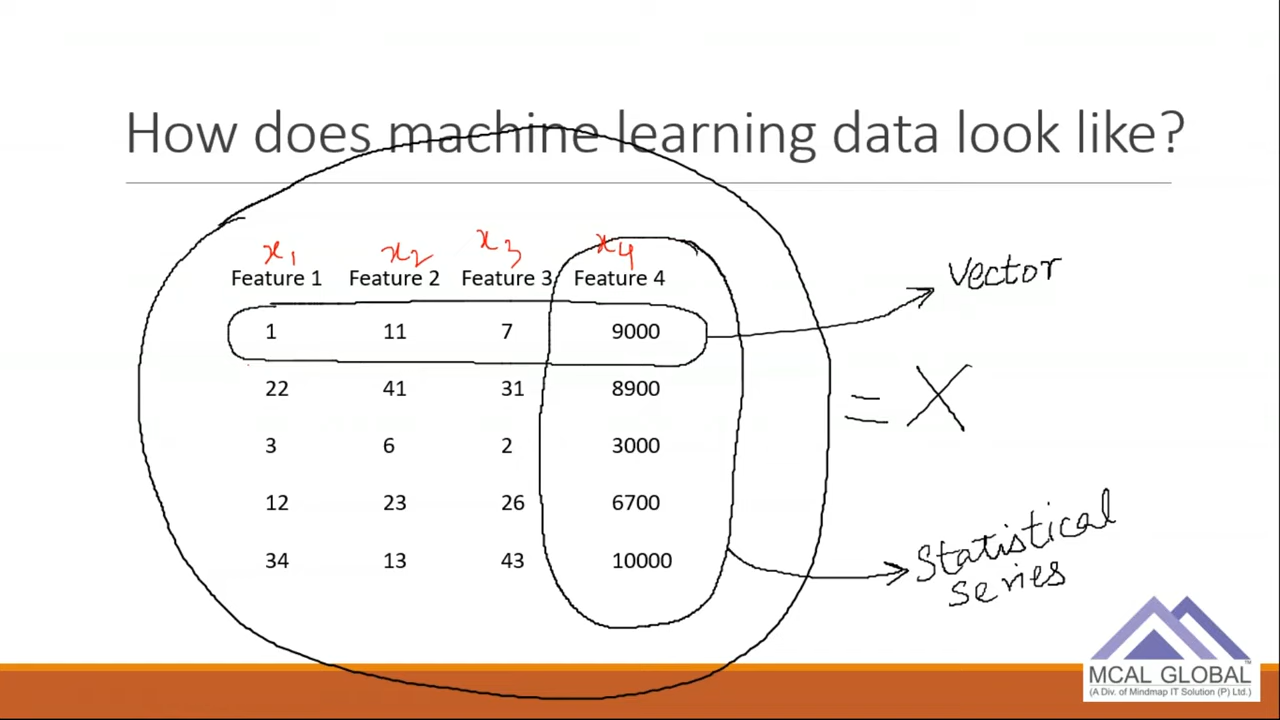 How does machine learning data look like?
x1 x2 x3 x4
Feature 1 Feature 2 Feature 3 Feature 4
vector
1 11 7 9000
22 41 31 8900
= X
3 6 2 3000
12 23 26 6700
Statistical
series
34 13 43 10000
MCAL GLOBAL
(A Div. of Mindmap IT Solution (P) Ltd.)
TM